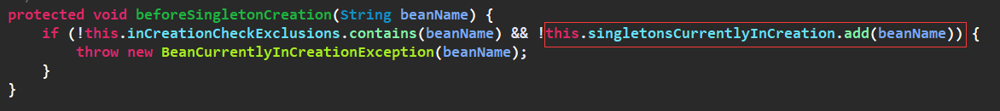 protected void beforeSingletonCreation(String beanName) {
if (!this.inCreationCheckExclusions.contains(beanName) && !this.singletonsCurrentlyInCreation.add(beanName)) {
throw new BeanCurrentlyInCreationException(beanName);
}
}